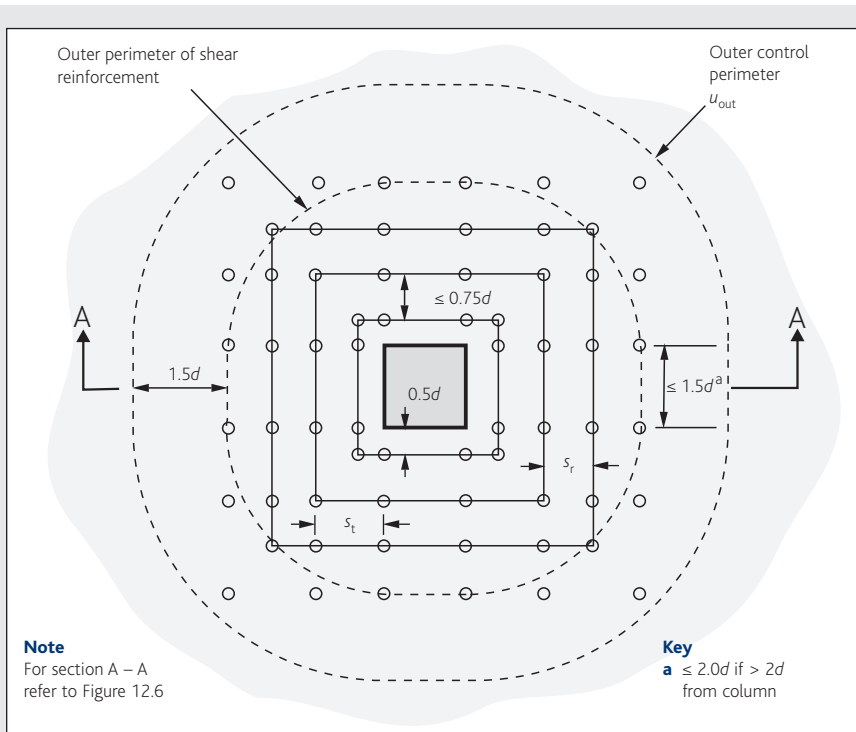 Outer perimeter of shear
reinforcement
Outer control
perimeter
u_out
≤ 0.75d
A
A
1.5d
0.5d
≤ 1.5dᵃ
s_r
s_t
Note
For section A – A
refer to Figure 12.6
Key
a ≤ 2.0d if > 2d
from column